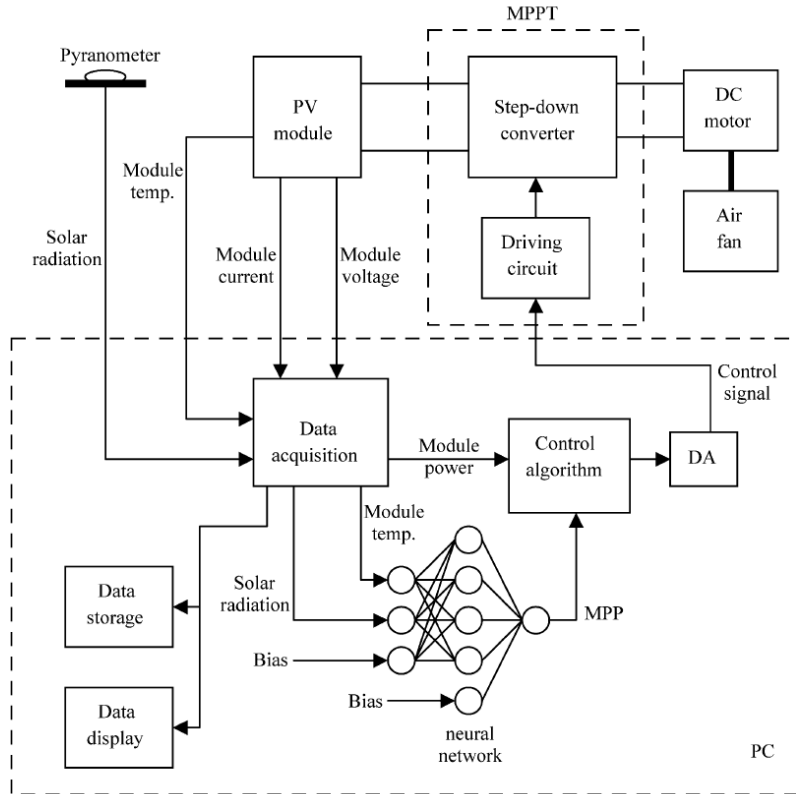 MPPT
Pyranometer
PV
module
Step-down
converter
DC
motor
Module
temp.
Air
fan
Solar
radiation
Module
current
Module
voltage
Driving
circuit
Control
signal
Data
acquisition
Module
power
Control
algorithm
DA
Module
temp.
Data
storage
Solar
radiation
MPP
Bias
Bias
Data
display
neural
network
PC